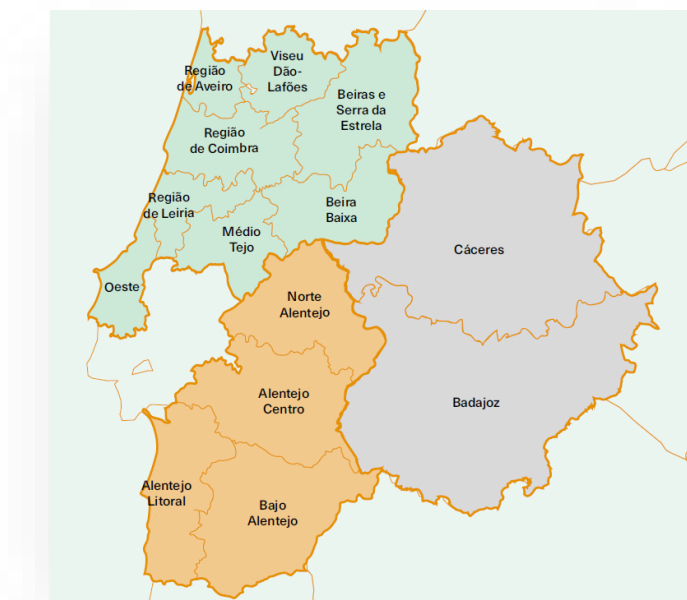 Região
de Aveiro
Viseu
Dão-
Lafões
Beiras e
Serra da
Estrela
Região
de Coimbra
Região
de Leiria
Beira
Baixa
Médio
Tejo
Cáceres
Oeste
Norte
Alentejo
Alentejo
Centro
Badajoz
Alentejo
Litoral
Bajo
Alentejo